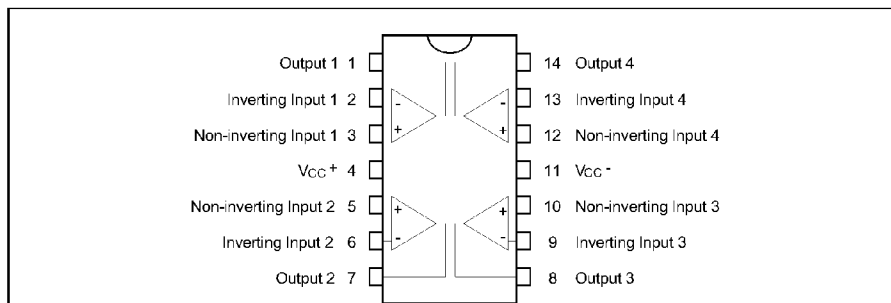 Output 1 1
Inverting Input 1 2
Non-inverting Input 1 3
VCC + 4
Non-inverting Input 2 5
Inverting Input 2 6
Output 2 7
14 Output 4
13 Inverting Input 4
12 Non-inverting Input 4
11 VCC -
10 Non-inverting Input 3
9 Inverting Input 3
8 Output 3
-
+
-
+
+
-
+
-